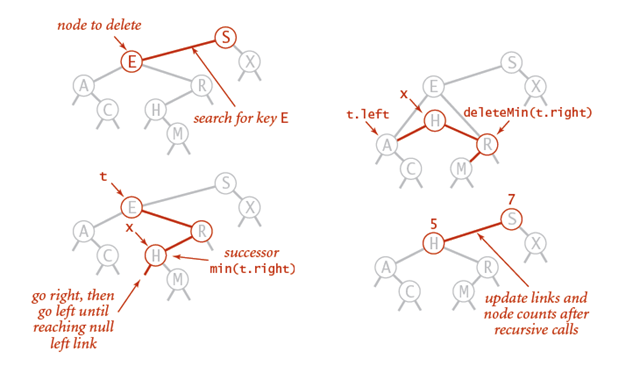 node to delete
S
E
X
A
R
C
H
M
search for key E
t
S
E
X
x
A
R
C
H
successor
min(t.right)
M
go right, then
go left until
reaching null
left link
S
E
X
x
t.left
deleteMin(t.right)
H
A
R
C
M
7
5
S
H
X
A
R
C
M
update links and
node counts after
recursive calls